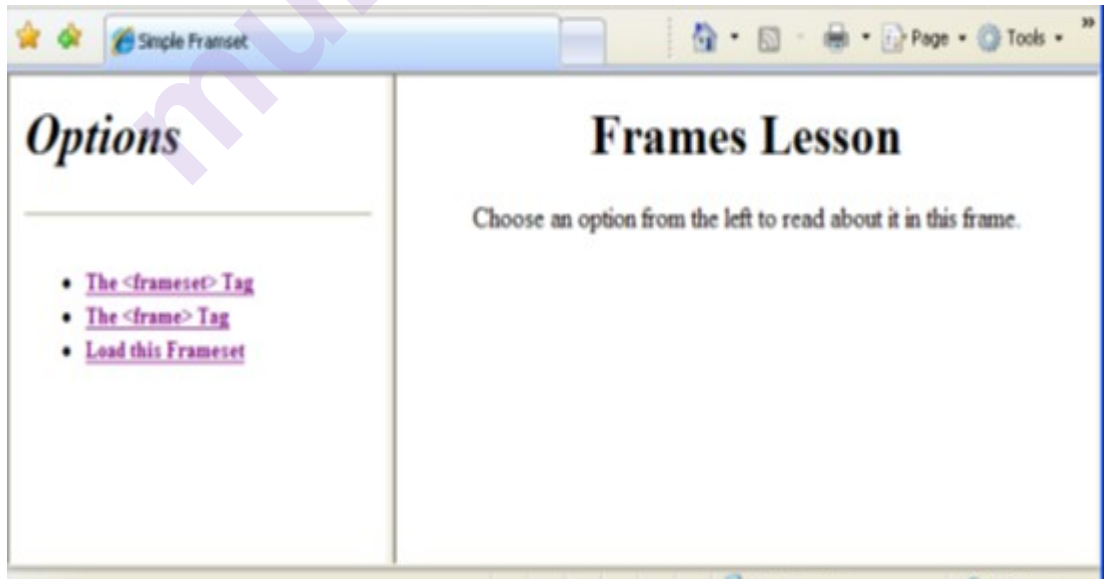 Simple Framset
Page
Tools
»
Options
The <frameset> Tag
The <frame> Tag
Load this Frameset
Frames Lesson
Choose an option from the left to read about it in this frame.
mu